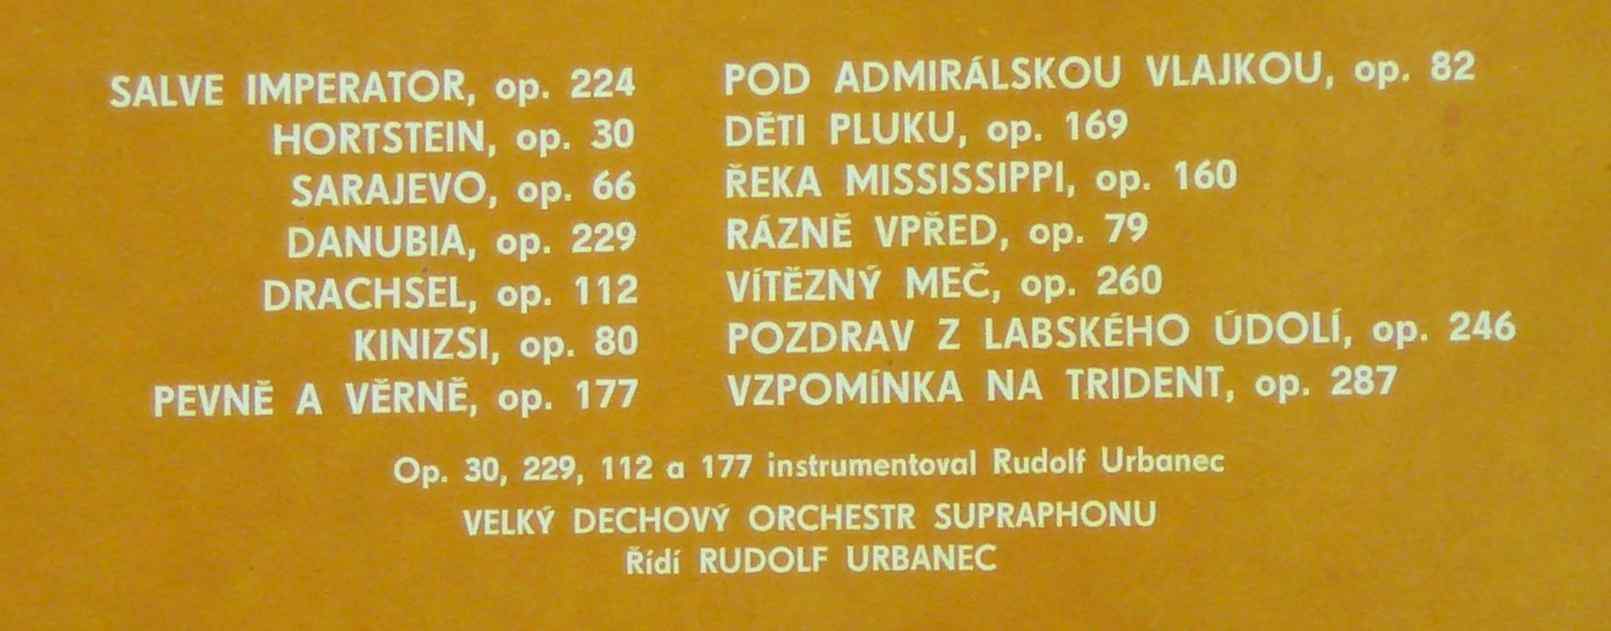 SALVE IMPERATOR, op. 224
HORTSTEIN, op. 30
SARAJEVO, op. 66
DANUBIA, op. 229
DRACHSEL, op. 112
KINIZSI, op. 80
PEVNĚ A VĚRNĚ, op. 177
POD ADMIRÁLSKOU VLAJKOU, op. 82
DĚTI PLUKU, op. 169
ŘEKA MISSISSIPPI, op. 160
RÁZNĚ VPŘED, op. 79
VÍTĚZNÝ MEČ, op. 260
POZDRAV Z LABSKÉHO ÚDOLÍ, op. 246
VZPOMÍNKA NA TRIDENT, op. 287
Op. 30, 229, 112 a 177 instrumentoval Rudolf Urbanec
VELKÝ DECHOVÝ ORCHESTR SUPRAPHONU
Řídí RUDOLF URBANEC